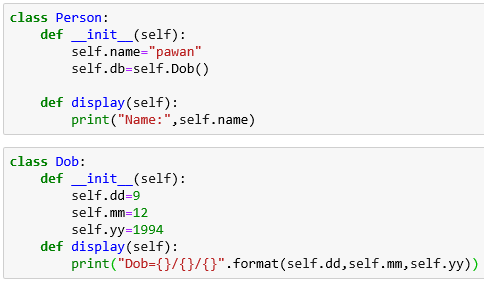 class Person:
    def __init__(self):
        self.name="pawan"
        self.db=self.Dob()

    def display(self):
        print("Name:",self.name)

class Dob:
    def __init__(self):
        self.dd=9
        self.mm=12
        self.yy=1994
    def display(self):
        print("Dob={}/{}/{}".format(self.dd,self.mm,self.yy))